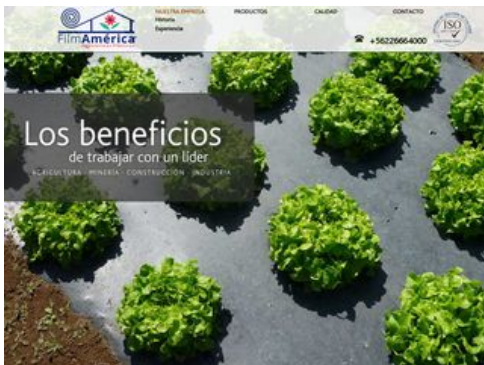 FilmAmérica
NUESTRA EMPRESA
Historia
Experiencia
PRODUCTOS
CALIDAD
CONTACTO
+56226664000
ISO
Los beneficios
de trabajar con un líder
AGRICULTURA - MINERÍA - CONSTRUCCIÓN - INDUSTRIA